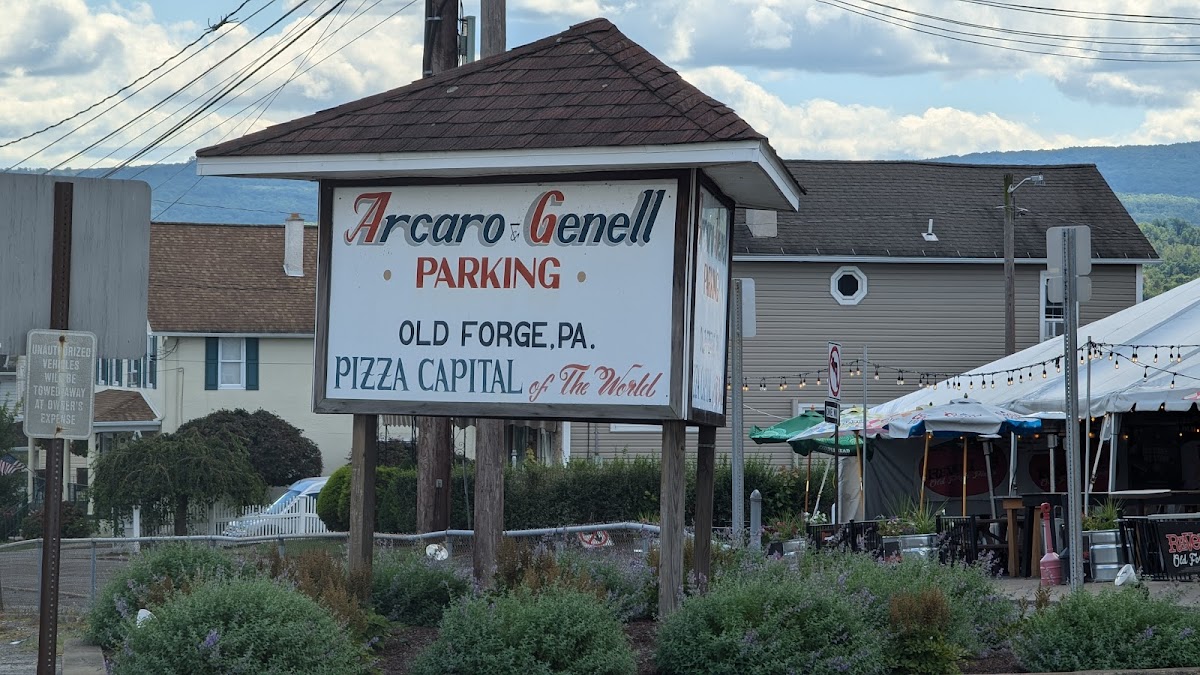 Arcaro & Genell
• PARKING •
OLD FORGE, PA.
PIZZA CAPITAL of The World
UNAUTHORIZED
VEHICLES
WILL BE
TOWED AWAY
AT OWNER'S
EXPENSE